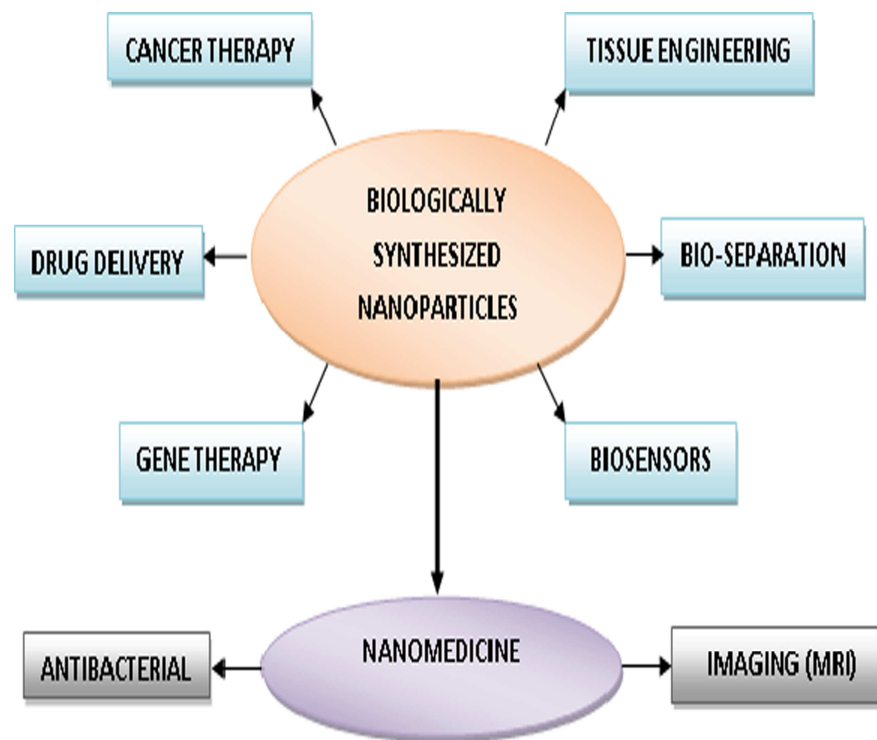 CANCER THERAPY
TISSUE ENGINEERING
BIOLOGICALLY
SYNTHESIZED
NANOPARTICLES
DRUG DELIVERY
BIO-SEPARATION
GENE THERAPY
BIOSENSORS
NANOMEDICINE
ANTIBACTERIAL
IMAGING (MRI)